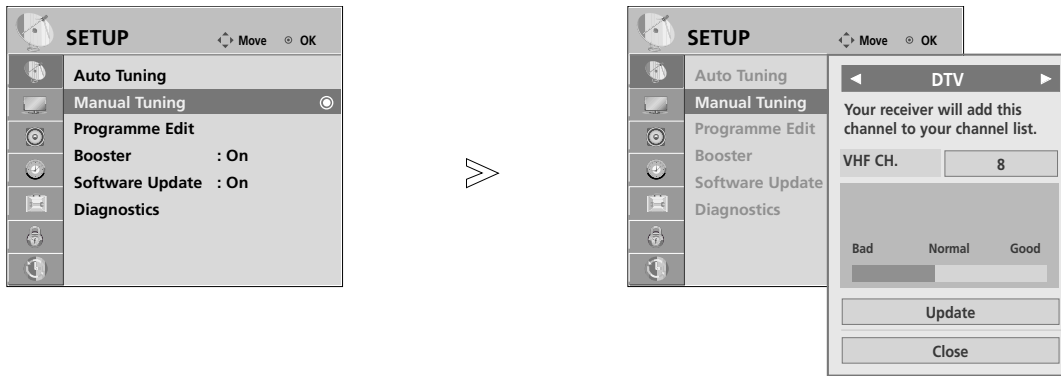 SETUP
Move OK
Auto Tuning
Manual Tuning
Programme Edit
Booster : On
Software Update : On
Diagnostics
SETUP
Move OK
Auto Tuning
Manual Tuning
Programme Edit
Booster
Software Update
Diagnostics
◄ DTV ►
Your receiver will add this
channel to your channel list.
VHF CH. 8
Bad Normal Good
Update
Close